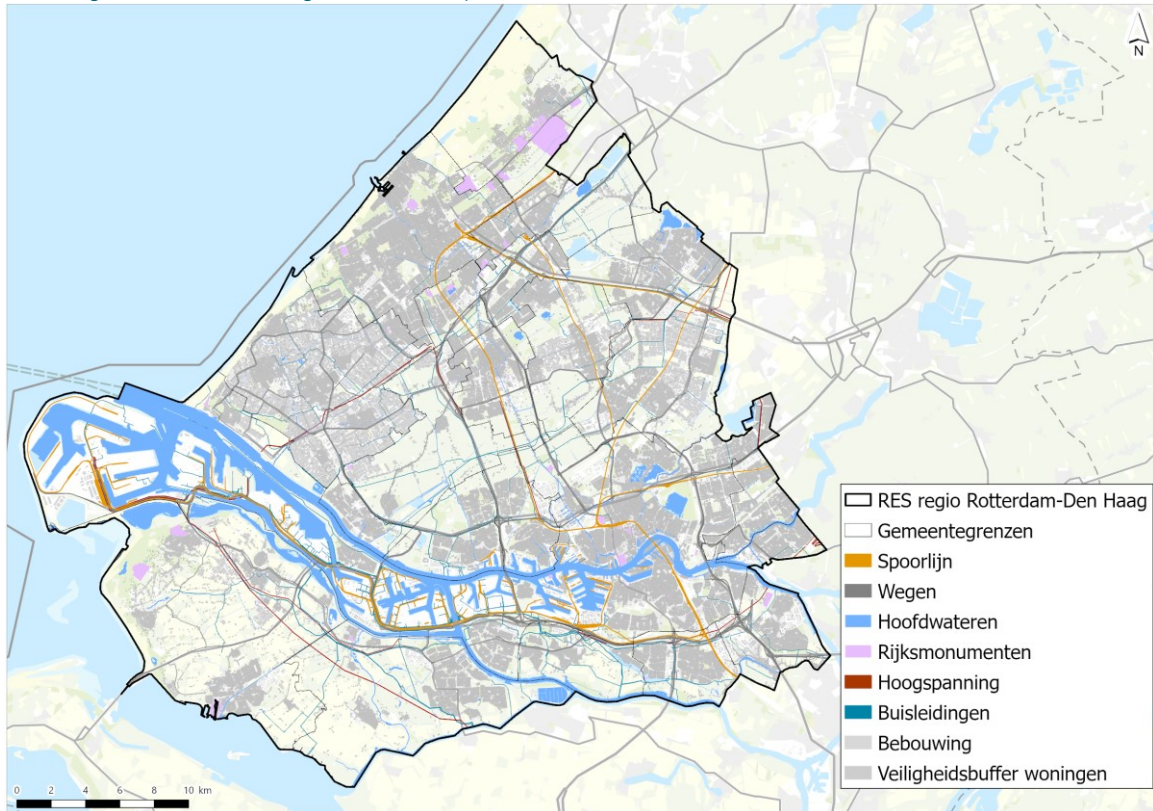 N
RES regio Rotterdam-Den Haag
Gemeentegrenzen
Spoorlijn
Wegen
Hoofdwateren
Rijksmonumenten
Hoogspanning
Buisleidingen
Bebouwing
Veiligheidsbuffer woningen
0 2 4 6 8 10 km